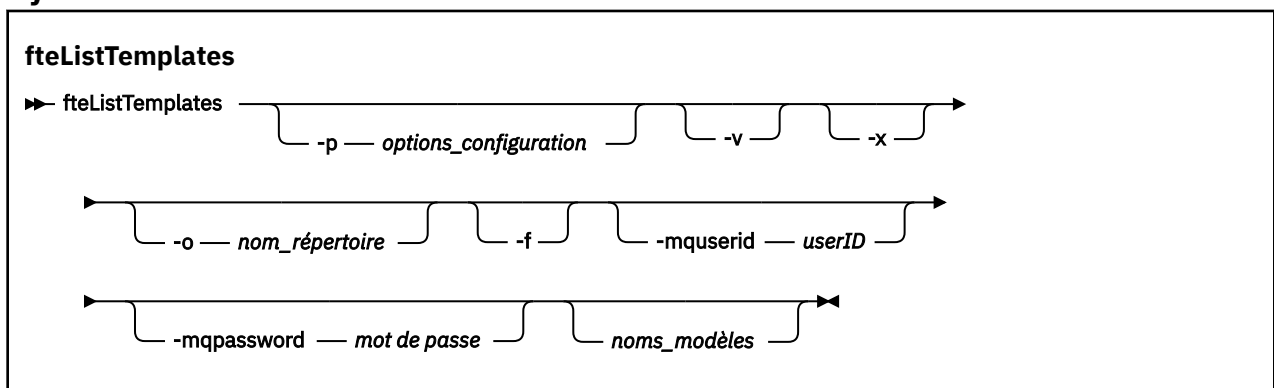 fteListTemplates
fteListTemplates
-p options_configuration -v -x
-o nom_répertoire -f -mquserid userID
-mqpassword mot de passe noms_modèles